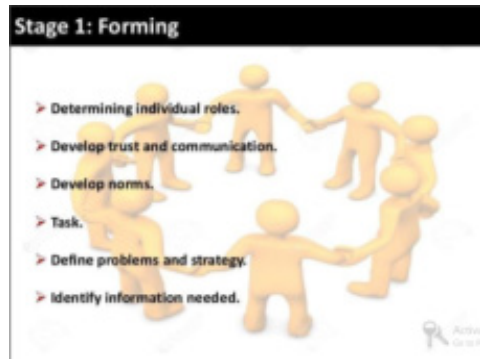 Stage 1: Forming
Determining individual roles.
Develop trust and communication.
Develop norms.
Task.
Define problems and strategy.
Identify information needed.